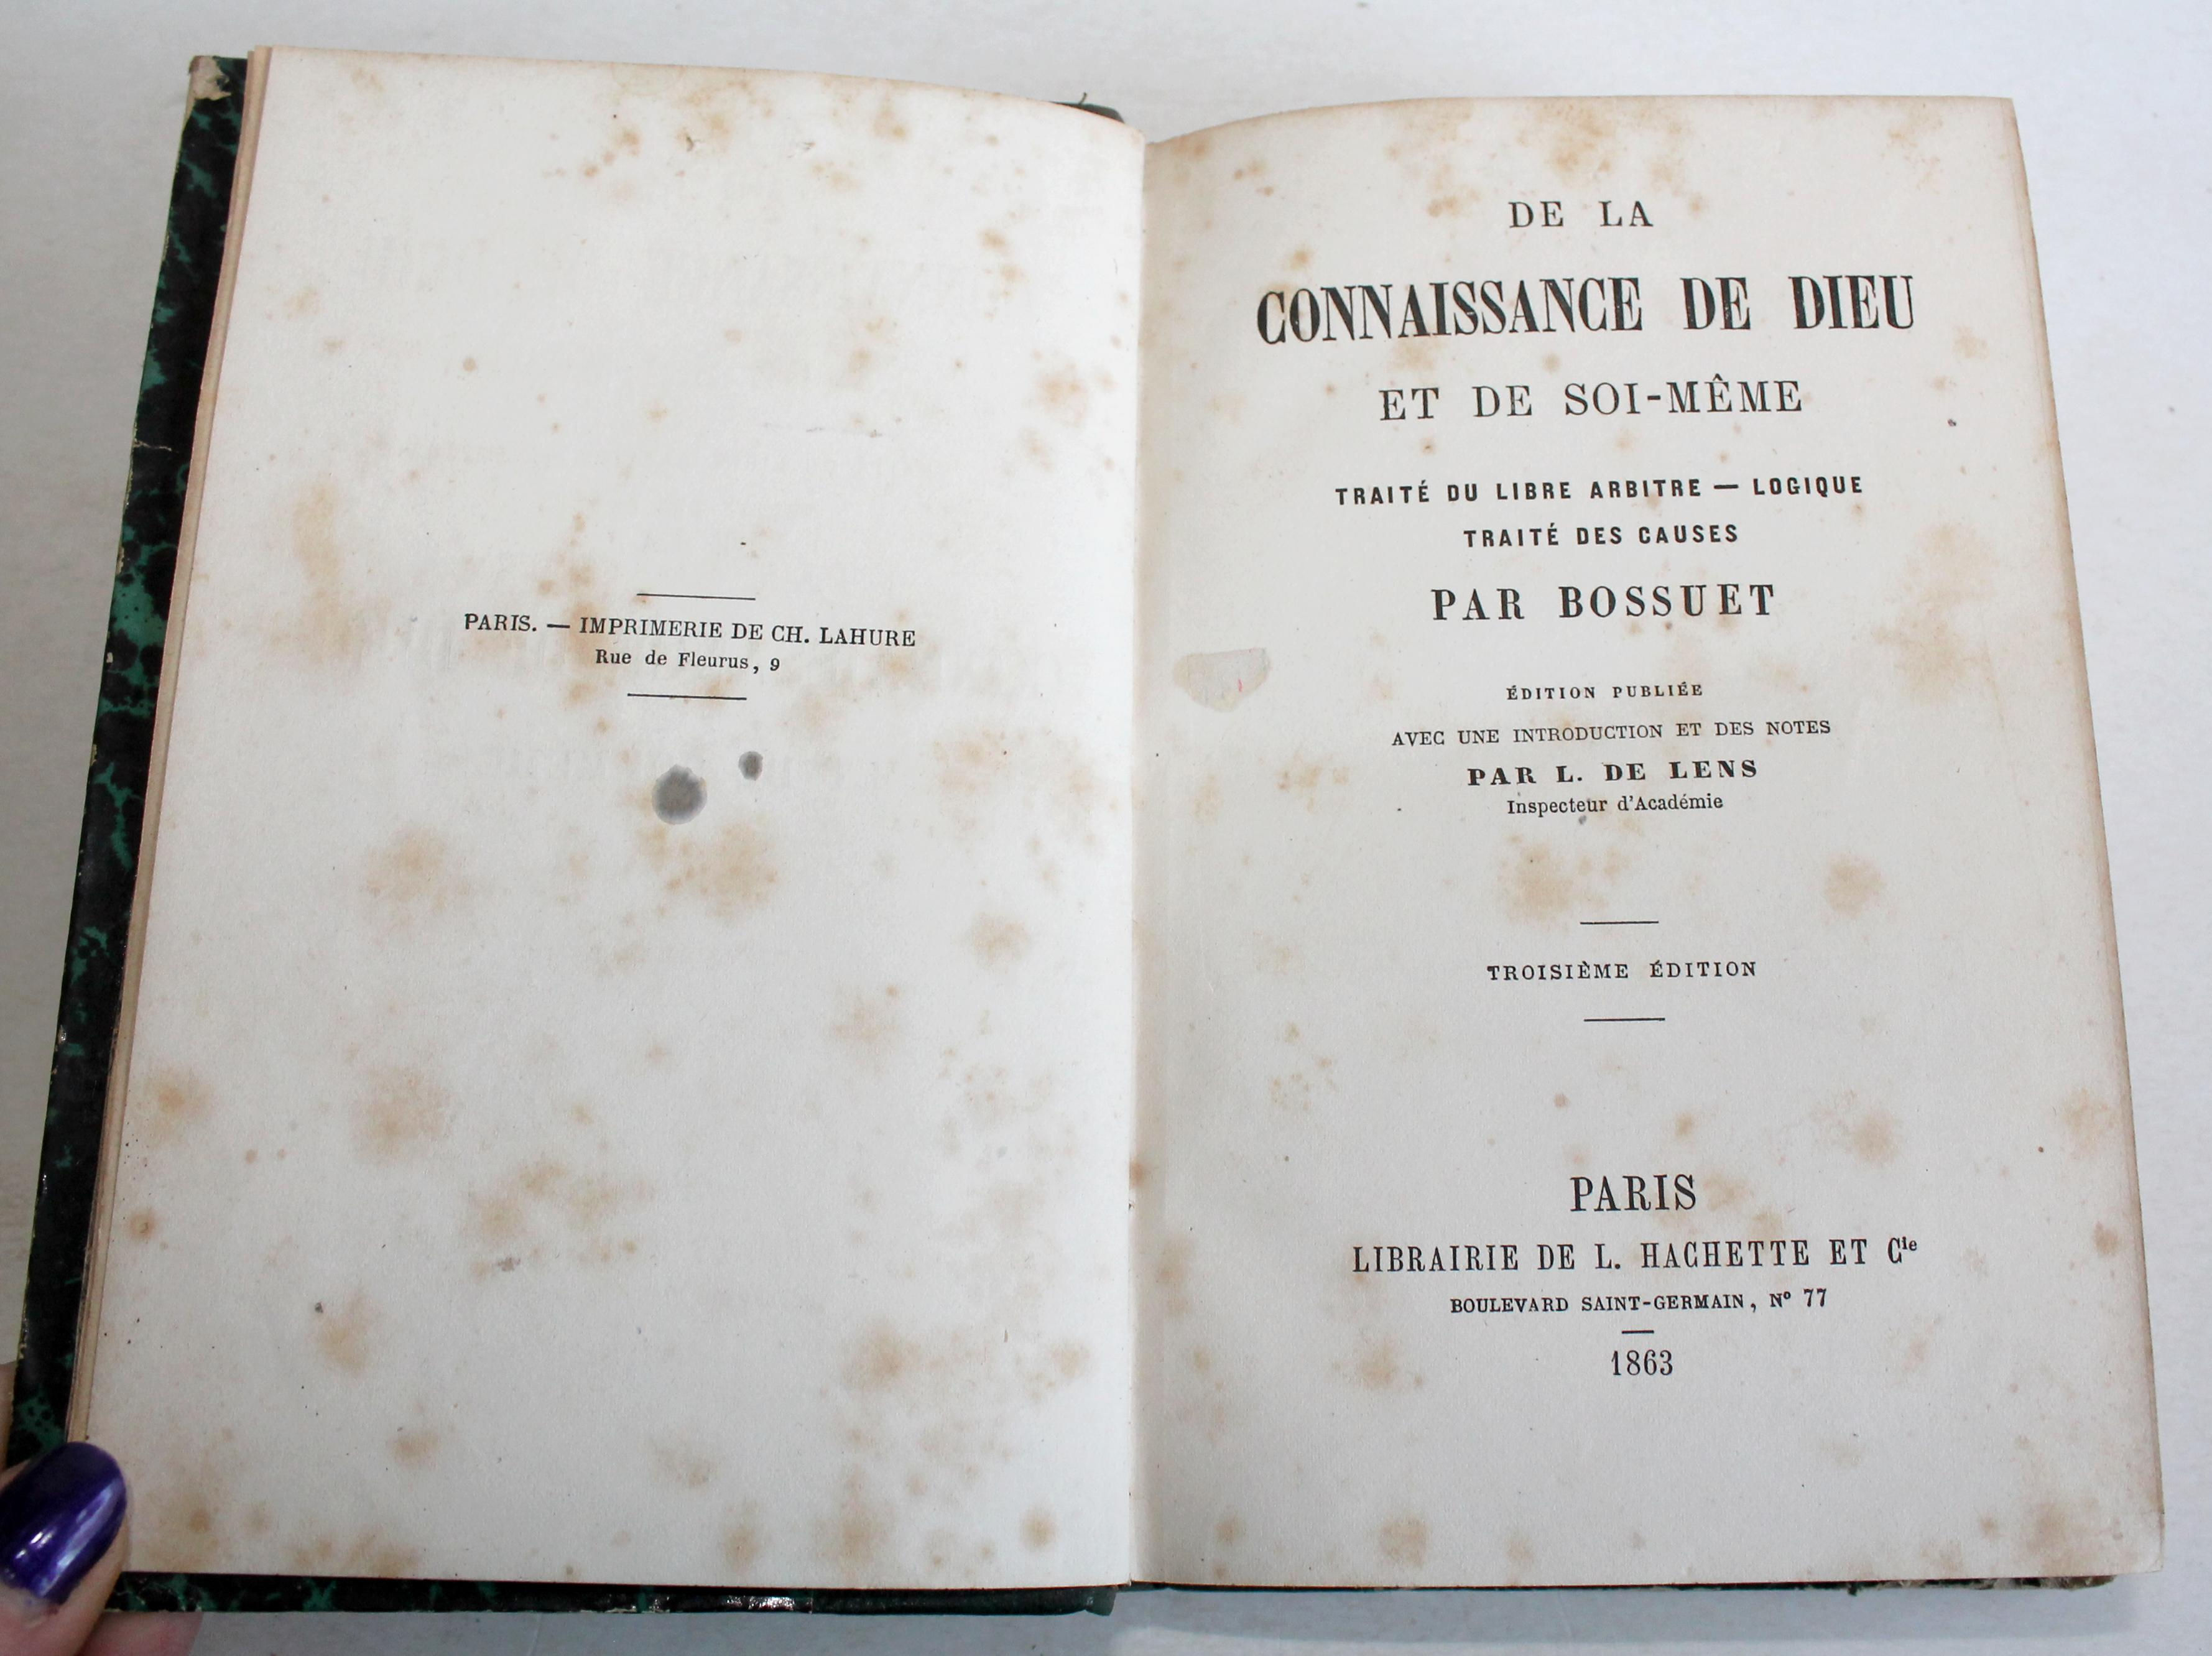 PARIS. — IMPRIMERIE DE CH. LAHURE
Rue de Fleurus, 9
DE LA
CONNAISSANCE DE DIEU
ET DE SOI-MÊME
TRAITÉ DU LIBRE ARBITRE — LOGIQUE
TRAITÉ DES CAUSES
PAR BOSSUET
ÉDITION PUBLIÉE
AVEC UNE INTRODUCTION ET DES NOTES
PAR L. DE LENS
Inspecteur d'Académie
TROISIÈME ÉDITION
PARIS
LIBRAIRIE DE L. HACHETTE ET Cie
BOULEVARD SAINT-GERMAIN, Nº 77
1863